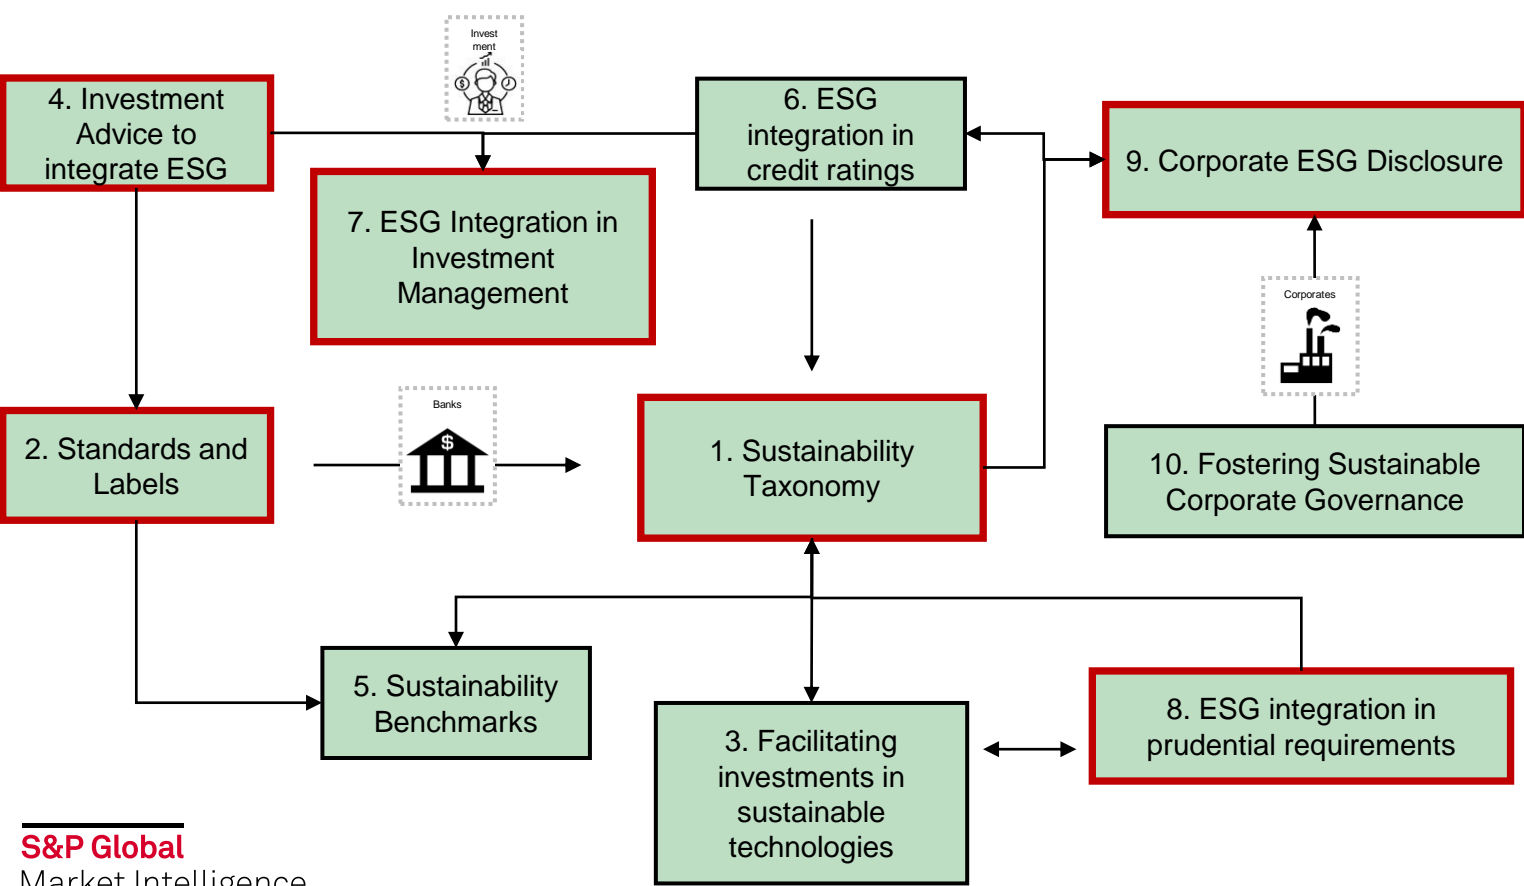 Invest
ment
4. Investment
Advice to
integrate ESG
6. ESG
integration in
credit ratings
9. Corporate ESG Disclosure
7. ESG Integration in
Investment
Management
Corporates
Banks
$
2. Standards and
Labels
1. Sustainability
Taxonomy
10. Fostering Sustainable
Corporate Governance
5. Sustainability
Benchmarks
3. Facilitating
investments in
sustainable
technologies
8. ESG integration in
prudential requirements
S&P Global
Market Intelligence